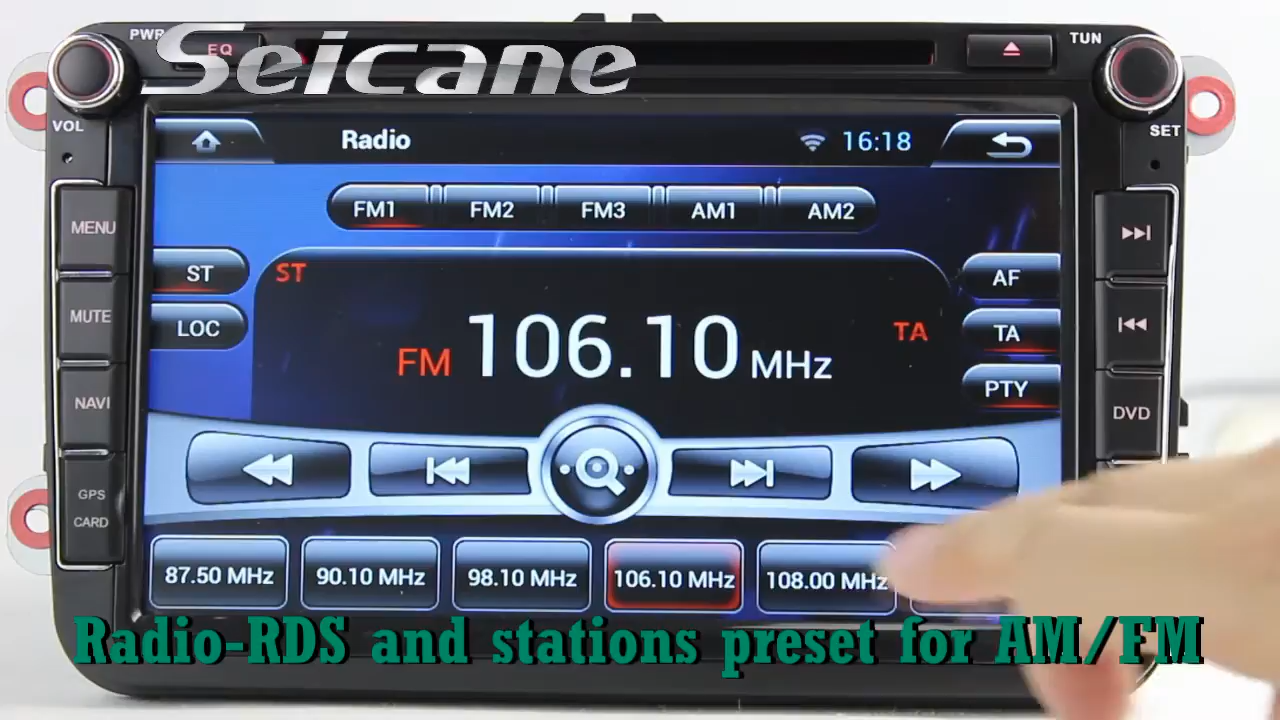 PWR
EQ
Seicane
TUN
VOL
SET
Radio
16:18
FM1 FM2 FM3 AM1 AM2
MENU
ST
ST
AF
MUTE
LOC
FM 106.10 MHz
TA
TA
PTY
NAVI
DVD
GPS
CARD
87.50 MHz 90.10 MHz 98.10 MHz 106.10 MHz 108.00 MHz
Radio-RDS and stations preset for AM/FM